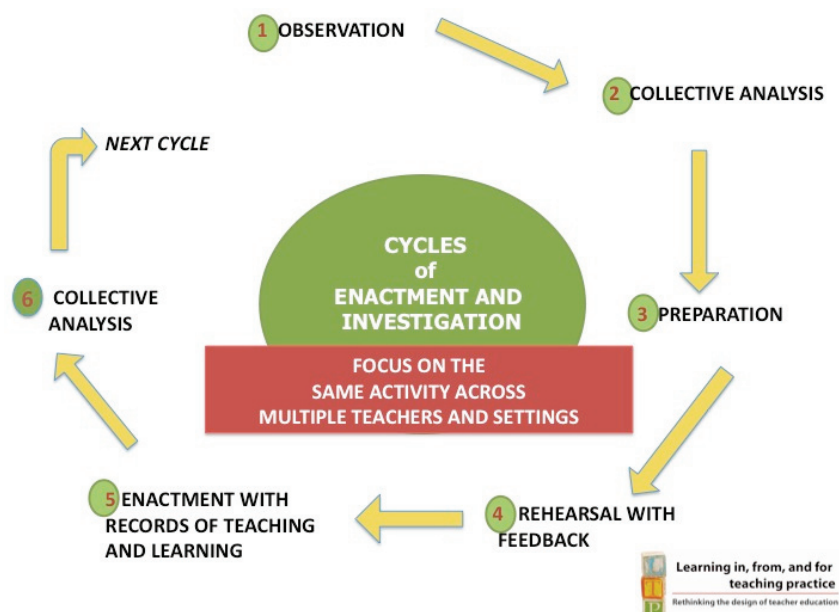 1 OBSERVATION
2 COLLECTIVE ANALYSIS
NEXT CYCLE
CYCLES
of
ENACTMENT AND
INVESTIGATION
6 COLLECTIVE
ANALYSIS
3 PREPARATION
FOCUS ON THE
SAME ACTIVITY ACROSS
MULTIPLE TEACHERS AND SETTINGS
5 ENACTMENT WITH
RECORDS OF TEACHING
AND LEARNING
4 REHEARSAL WITH
FEEDBACK
L
T
P
Learning in, from, and for
teaching practice
Rethinking the design of teacher education